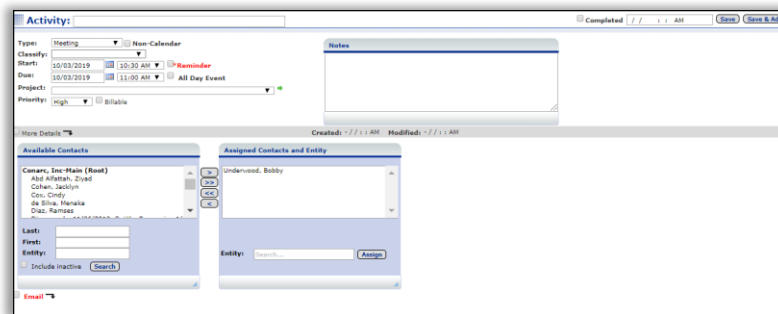 Activity:
Completed / / : : AM Save Save & Ad
Type: Meeting Non-Calendar
Classify:
Start: 10/03/2019 10:30 AM Reminder
Due: 10/03/2019 11:00 AM All Day Event
Project:
Priority: High Billable
Notes
More Details
Created: - / / : : AM Modified: - / / : : AM
Available Contacts
Conarc, Inc-Main (Root)
Abd Alfattah, Ziyad
Cohen, Jacklyn
Cox, Cindy
de Silva, Menaka
Diaz, Ramses
>
>>
<<
<
Last:
First:
Entity:
Include inactive Search
Assigned Contacts and Entity
Underwood, Bobby
Entity: Search... Assign
Email